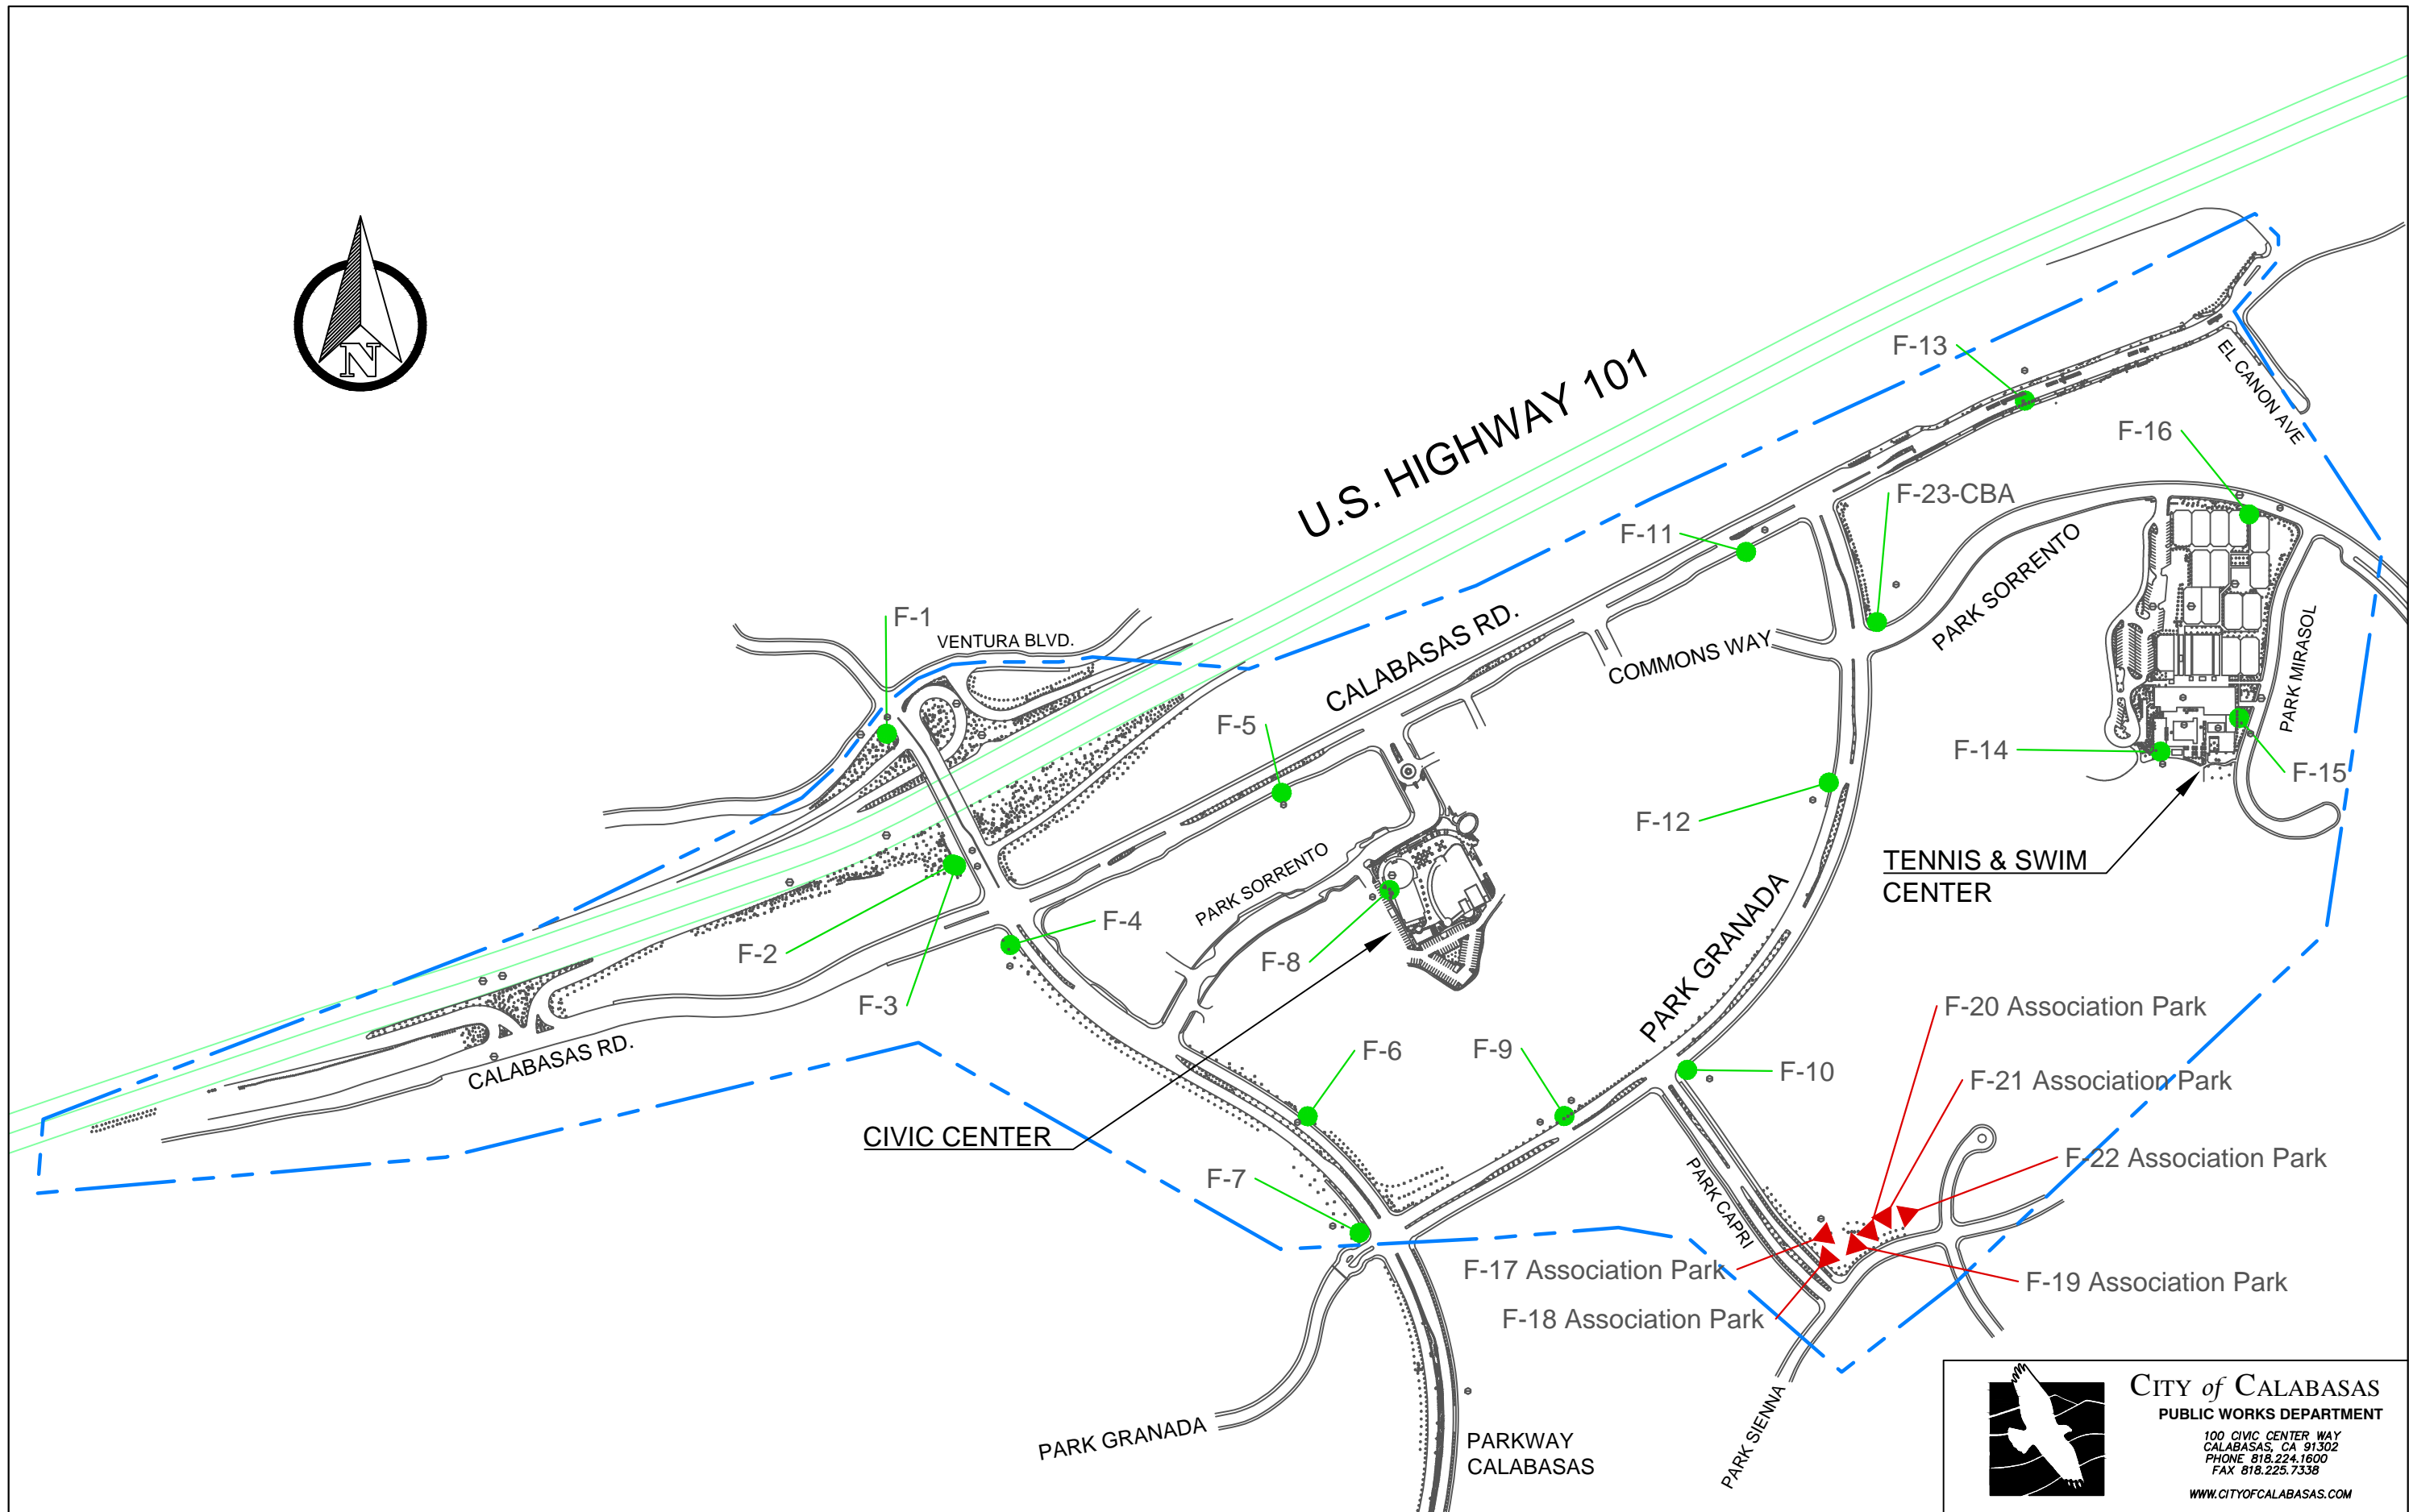 N
U.S. HIGHWAY 101
F-13
EL CANON AVE
F-16
F-23-CBA
F-11
PARK SORRENTO
F-1
VENTURA BLVD.
CALABASAS RD.
COMMONS WAY
PARK MIRASOL
F-5
F-14
F-15
F-12
PARK SORRENTO
TENNIS & SWIM
CENTER
F-4
F-2
F-8
PARK GRANADA
F-3
F-20 Association Park
CALABASAS RD.
F-6
F-9
F-10
F-21 Association Park
CIVIC CENTER
F-22 Association Park
F-7
PARK CAPRI
F-17 Association Park
F-19 Association Park
F-18 Association Park
PARK GRANADA
PARKWAY
CALABASAS
PARK SIENNA
CITY of CALABASAS
PUBLIC WORKS DEPARTMENT
100 CIVIC CENTER WAY
CALABASAS, CA 91302
PHONE 818.224.1600
FAX 818.225.7338
WWW.CITYOFCALABASAS.COM